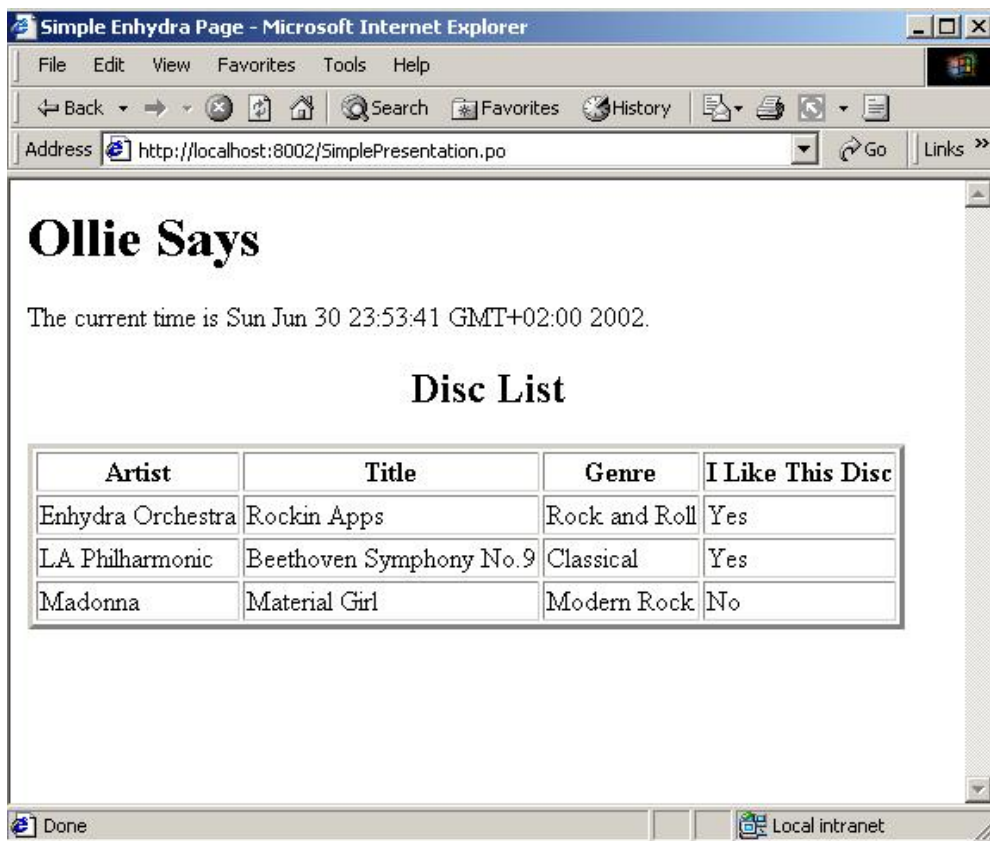 Simple Enhydra Page - Microsoft Internet Explorer
File Edit View Favorites Tools Help
Back Search Favorites History
Address http://localhost:8002/SimplePresentation.po Go Links »
Ollie Says
The current time is Sun Jun 30 23:53:41 GMT+02:00 2002.
Disc List
Artist Title Genre I Like This Disc
Enhydra Orchestra Rockin Apps Rock and Roll Yes
LA Philharmonic Beethoven Symphony No.9 Classical Yes
Madonna Material Girl Modern Rock No
Done Local intranet